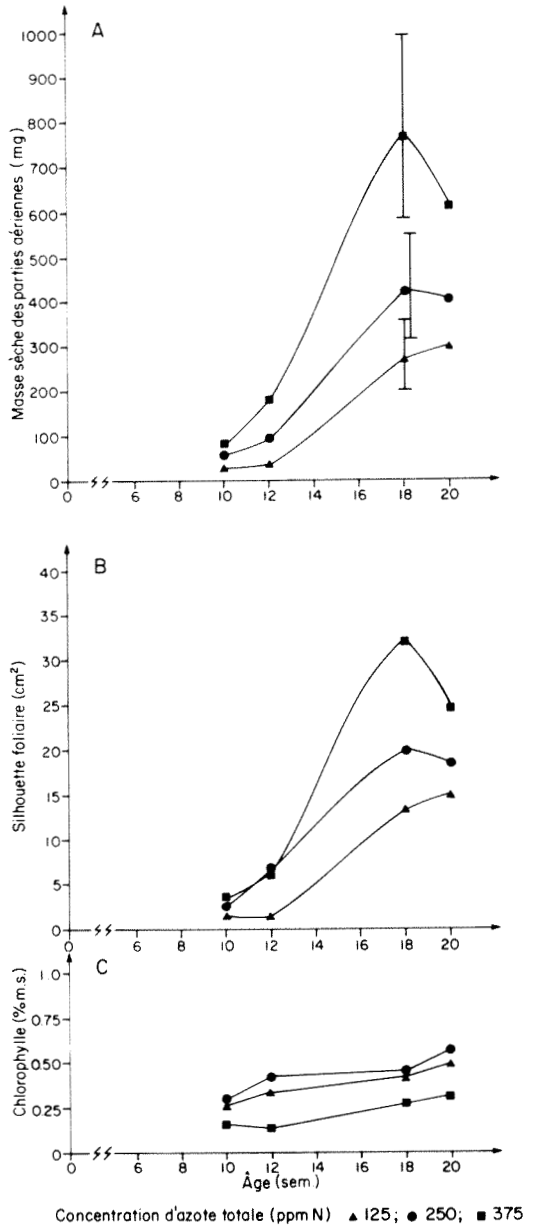 A
Masse sèche des parties aériennes (mg)
1000
900
800
700
600
500
400
300
200
100
0
0 6 8 10 12 14 16 18 20
B
Silhouette foliaire (cm²)
40
35
30
25
20
15
10
5
0
0 6 8 10 12 14 16 18 20
C
Chlorophylle (% m.s.)
1.0
0.75
0.50
0.25
0
0 6 8 10 12 14 16 18 20
Âge (sem)
Concentration d'azote totale (ppm N) ▲ 125; ● 250; ■ 375